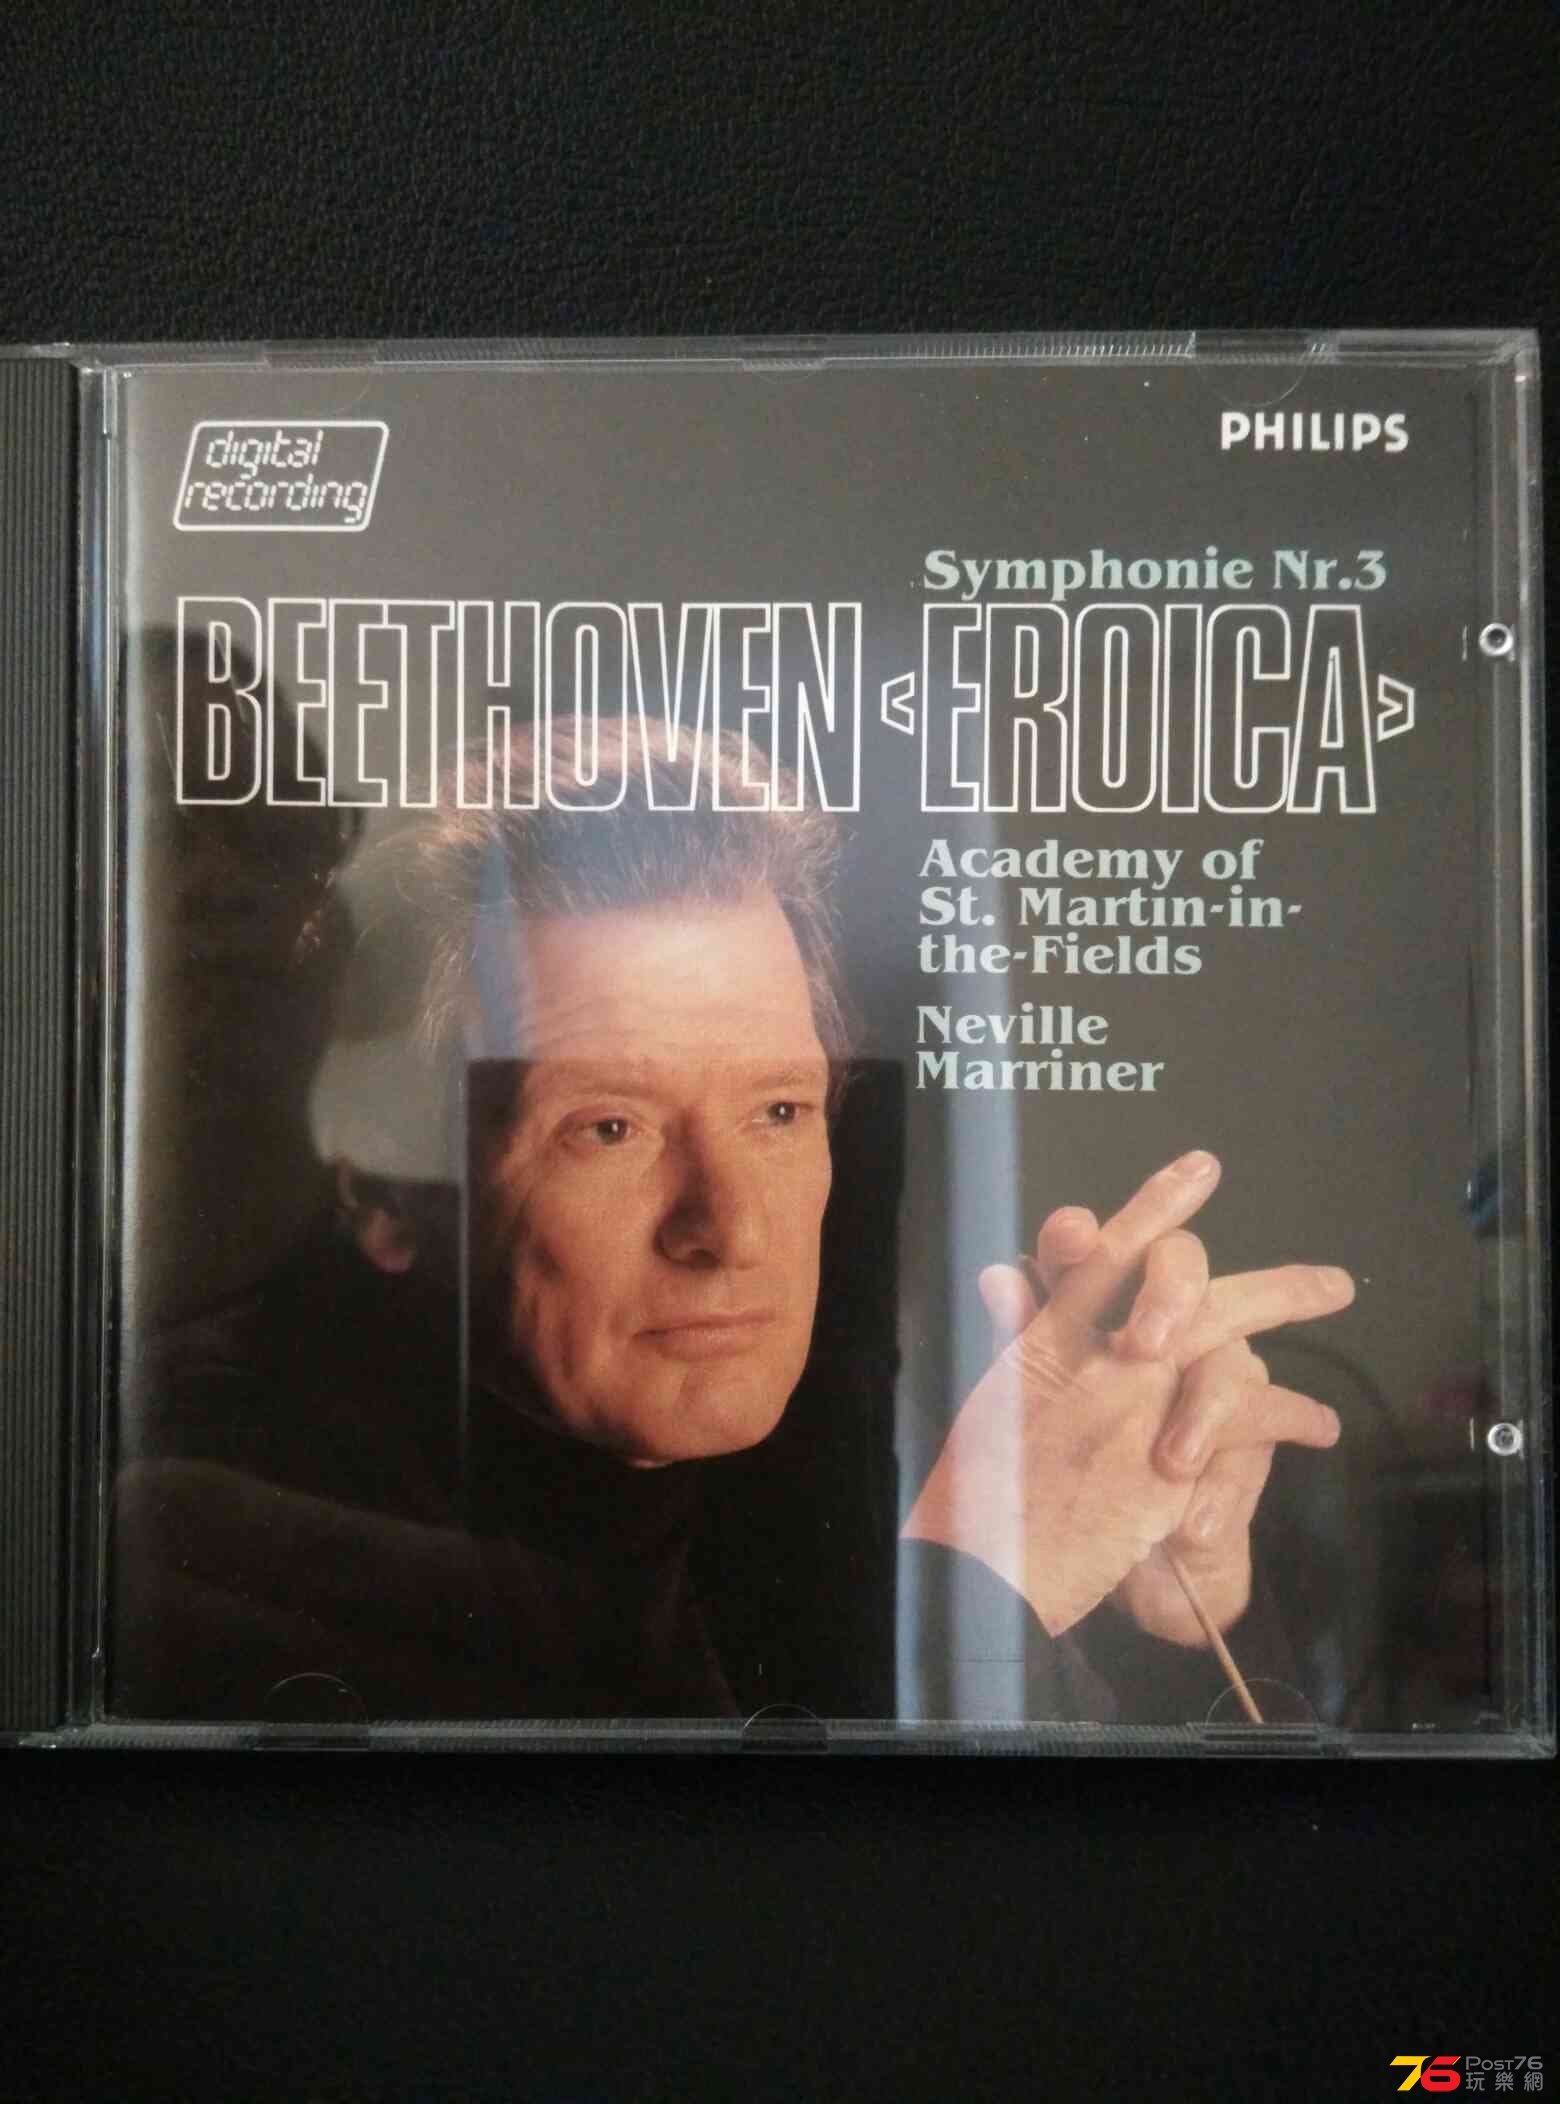 digital
recording
PHILIPS
Symphonie Nr.3
BEETHOVEN <EROICA>
Academy of
St. Martin-in-
the-Fields
Neville
Marriner
76 POST76
玩樂網